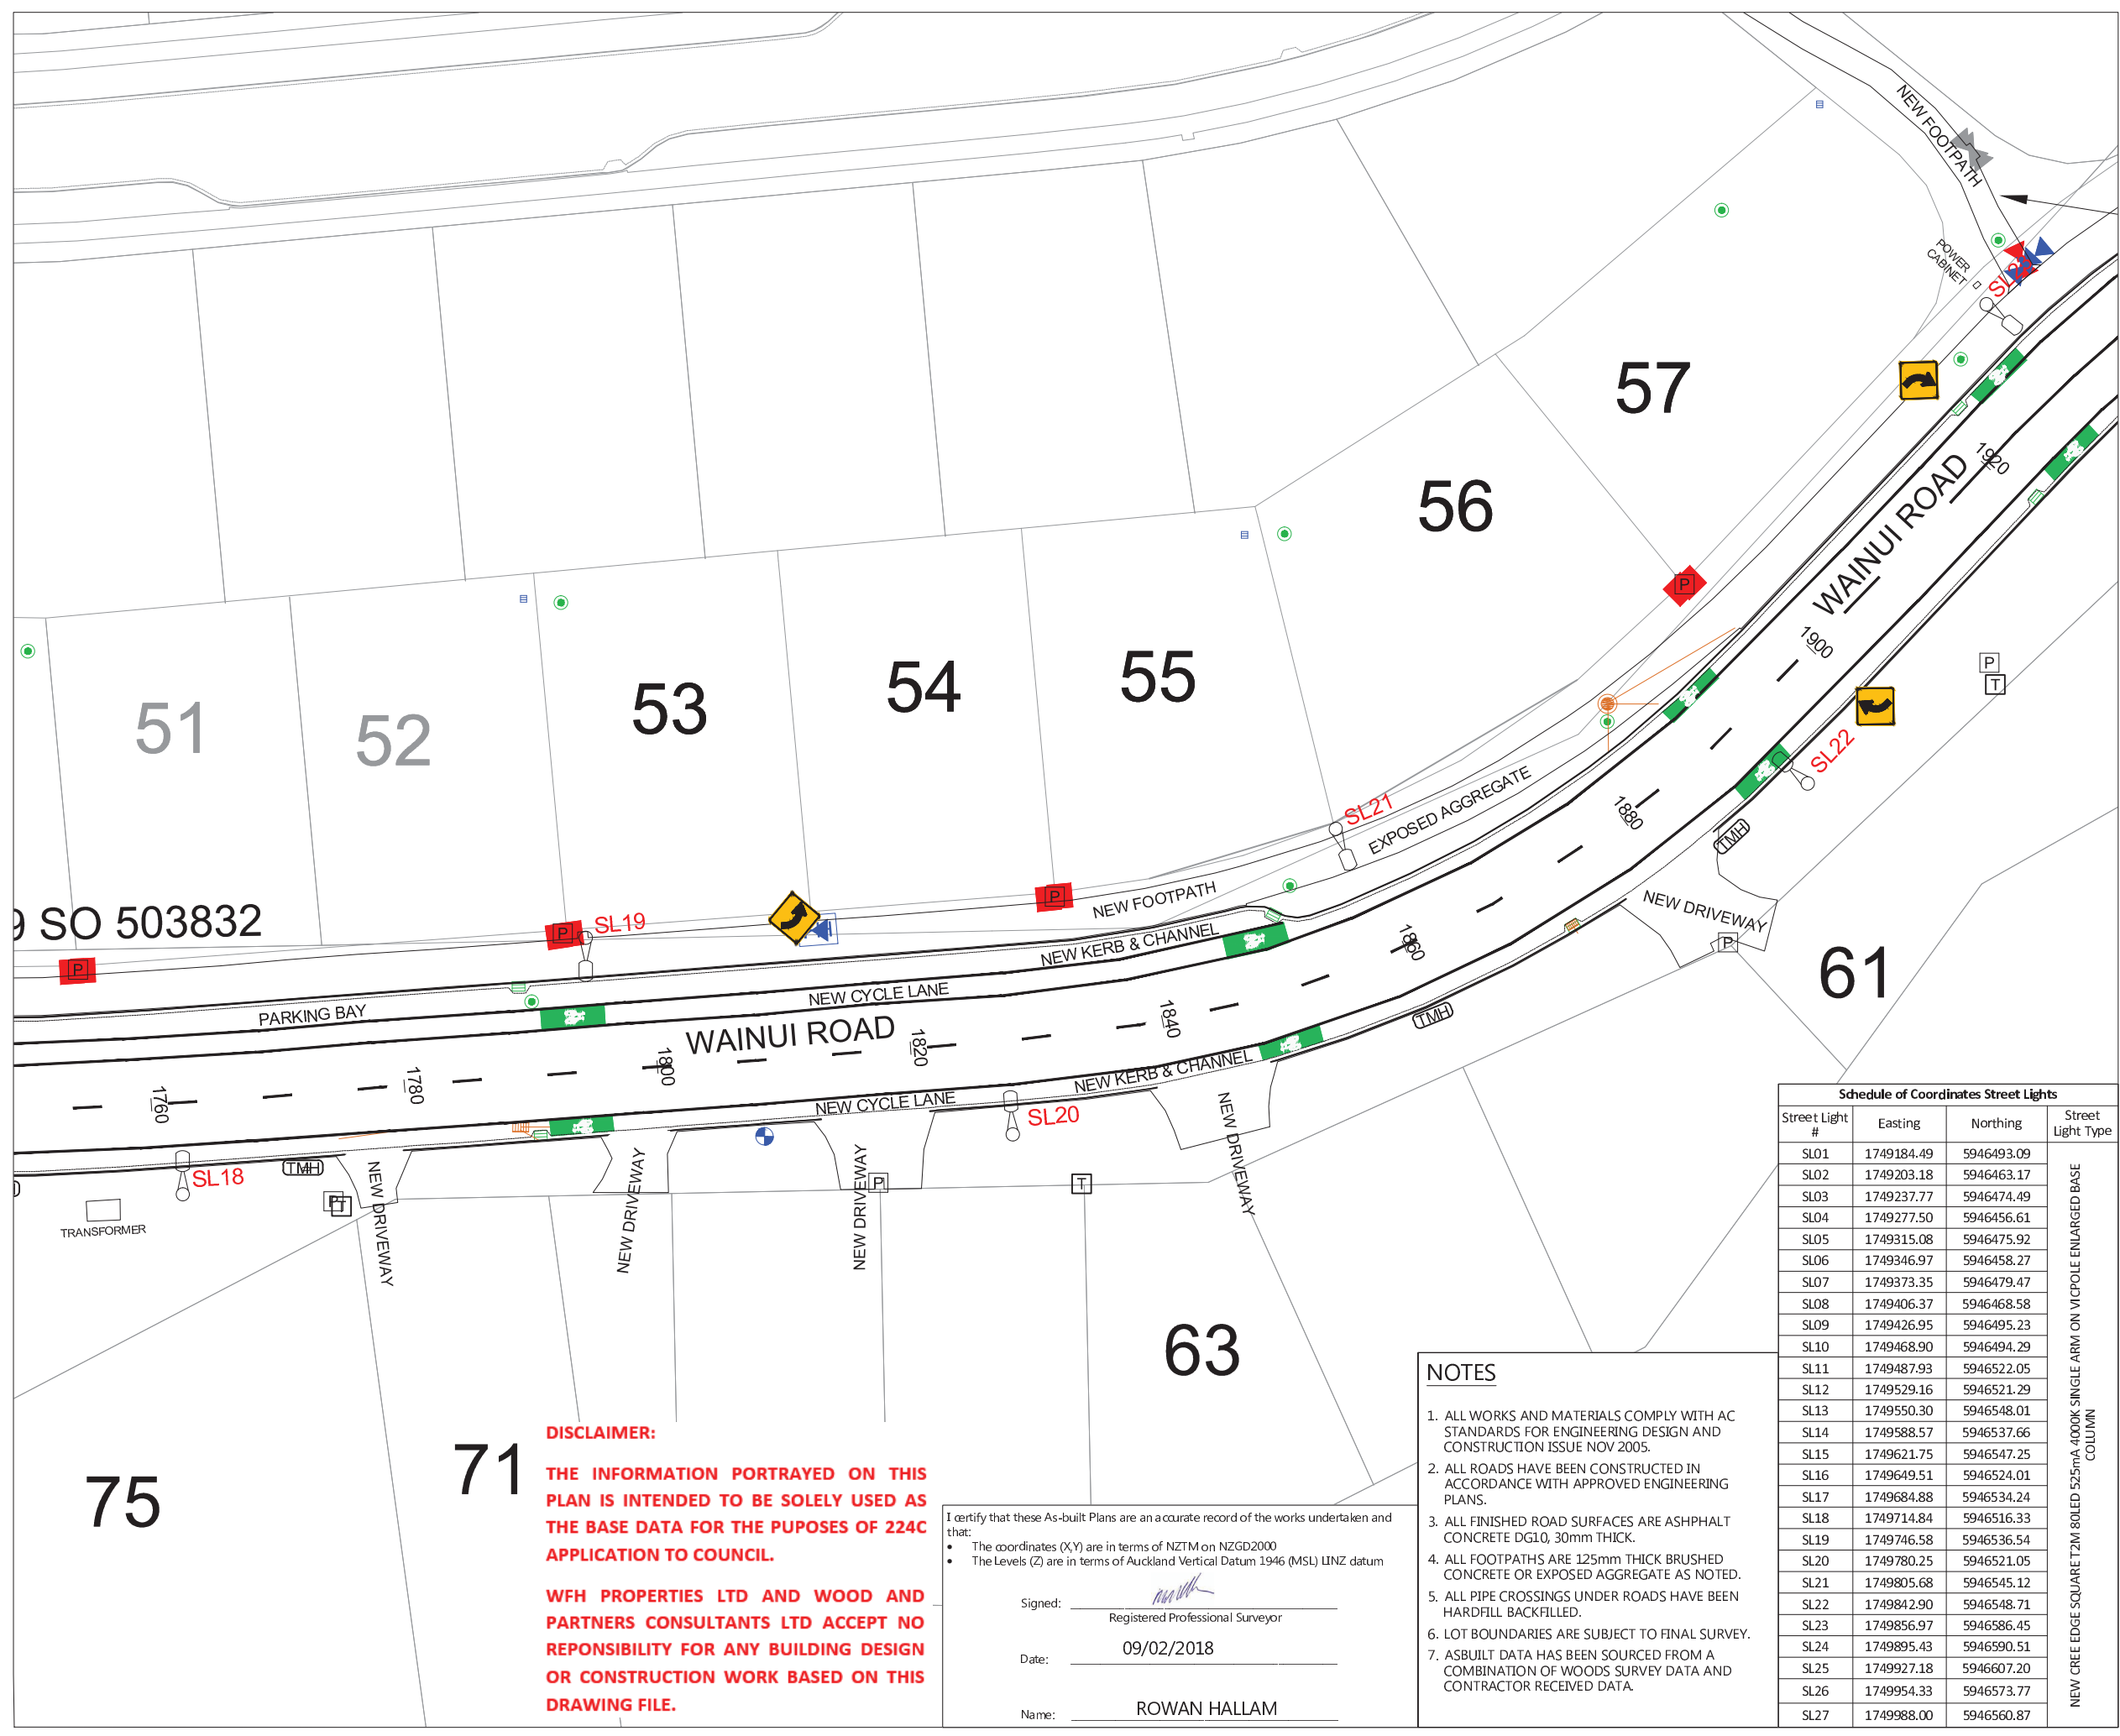 NEW FOOTPATH
POWER
CABINET
57
56
WAINUI ROAD
1920
1900
P
P
T
51
52
53
54
55
SL22
SL21
EXPOSED AGGREGATE
1880
TMH
NEW DRIVEWAY
P
61
9 SO 503832
P
P
SL19
T
P
NEW FOOTPATH
NEW KERB & CHANNEL
1860
PARKING BAY
NEW CYCLE LANE
WAINUI ROAD
1760
1780
1800
1820
1840
TMH
NEW KERB & CHANNEL
NEW CYCLE LANE
SL18
TMH
SL20
P
T
P
T
TRANSFORMER
NEW DRIVEWAY
NEW DRIVEWAY
NEW DRIVEWAY
NEW DRIVEWAY
63
71
75
DISCLAIMER:
THE INFORMATION PORTRAYED ON THIS
PLAN IS INTENDED TO BE SOLELY USED AS
THE BASE DATA FOR THE PUPOSES OF 224C
APPLICATION TO COUNCIL.
WFH PROPERTIES LTD AND WOOD AND
PARTNERS CONSULTANTS LTD ACCEPT NO
REPONSIBILITY FOR ANY BUILDING DESIGN
OR CONSTRUCTION WORK BASED ON THIS
DRAWING FILE.
I certify that these As-built Plans are an accurate record of the works undertaken and
that:
• The coordinates (X,Y) are in terms of NZTM on NZGD2000
• The Levels (Z) are in terms of Auckland Vertical Datum 1946 (MSL) LINZ datum
Signed:
Registered Professional Surveyor
Date: 09/02/2018
Name: ROWAN HALLAM
NOTES
1. ALL WORKS AND MATERIALS COMPLY WITH AC
STANDARDS FOR ENGINEERING DESIGN AND
CONSTRUCTION ISSUE NOV 2005.
2. ALL ROADS HAVE BEEN CONSTRUCTED IN
ACCORDANCE WITH APPROVED ENGINEERING
PLANS.
3. ALL FINISHED ROAD SURFACES ARE ASHPHALT
CONCRETE DG10, 30mm THICK.
4. ALL FOOTPATHS ARE 125mm THICK BRUSHED
CONCRETE OR EXPOSED AGGREGATE AS NOTED.
5. ALL PIPE CROSSINGS UNDER ROADS HAVE BEEN
HARDFILL BACKFILLED.
6. LOT BOUNDARIES ARE SUBJECT TO FINAL SURVEY.
7. ASBUILT DATA HAS BEEN SOURCED FROM A
COMBINATION OF WOODS SURVEY DATA AND
CONTRACTOR RECEIVED DATA.
Schedule of Coordinates Street Lights
Street Light # Easting Northing Street Light Type
SL01 1749184.49 5946493.09
SL02 1749203.18 5946463.17
SL03 1749237.77 5946474.49
SL04 1749277.50 5946456.61
SL05 1749315.08 5946475.92
SL06 1749346.97 5946458.27
SL07 1749373.35 5946479.47
SL08 1749406.37 5946468.58
SL09 1749426.95 5946495.23
SL10 1749468.90 5946494.29
SL11 1749487.93 5946522.05
SL12 1749529.16 5946521.29
SL13 1749550.30 5946548.01
SL14 1749588.57 5946537.66
SL15 1749621.75 5946547.25
SL16 1749649.51 5946524.01
SL17 1749684.88 5946534.24
SL18 1749714.84 5946516.33
SL19 1749746.58 5946536.54
SL20 1749780.25 5946521.05
SL21 1749805.68 5946545.12
SL22 1749842.90 5946548.71
SL23 1749856.97 5946586.45
SL24 1749895.43 5946590.51
SL25 1749927.18 5946607.20
SL26 1749954.33 5946573.77
SL27 1749988.00 5946560.87
NEW CREE EDGE SQUARE T2M 80LED 525mA 4000K SINGLE ARM ON VICPOLE ENLARGED BASE
COLUMN